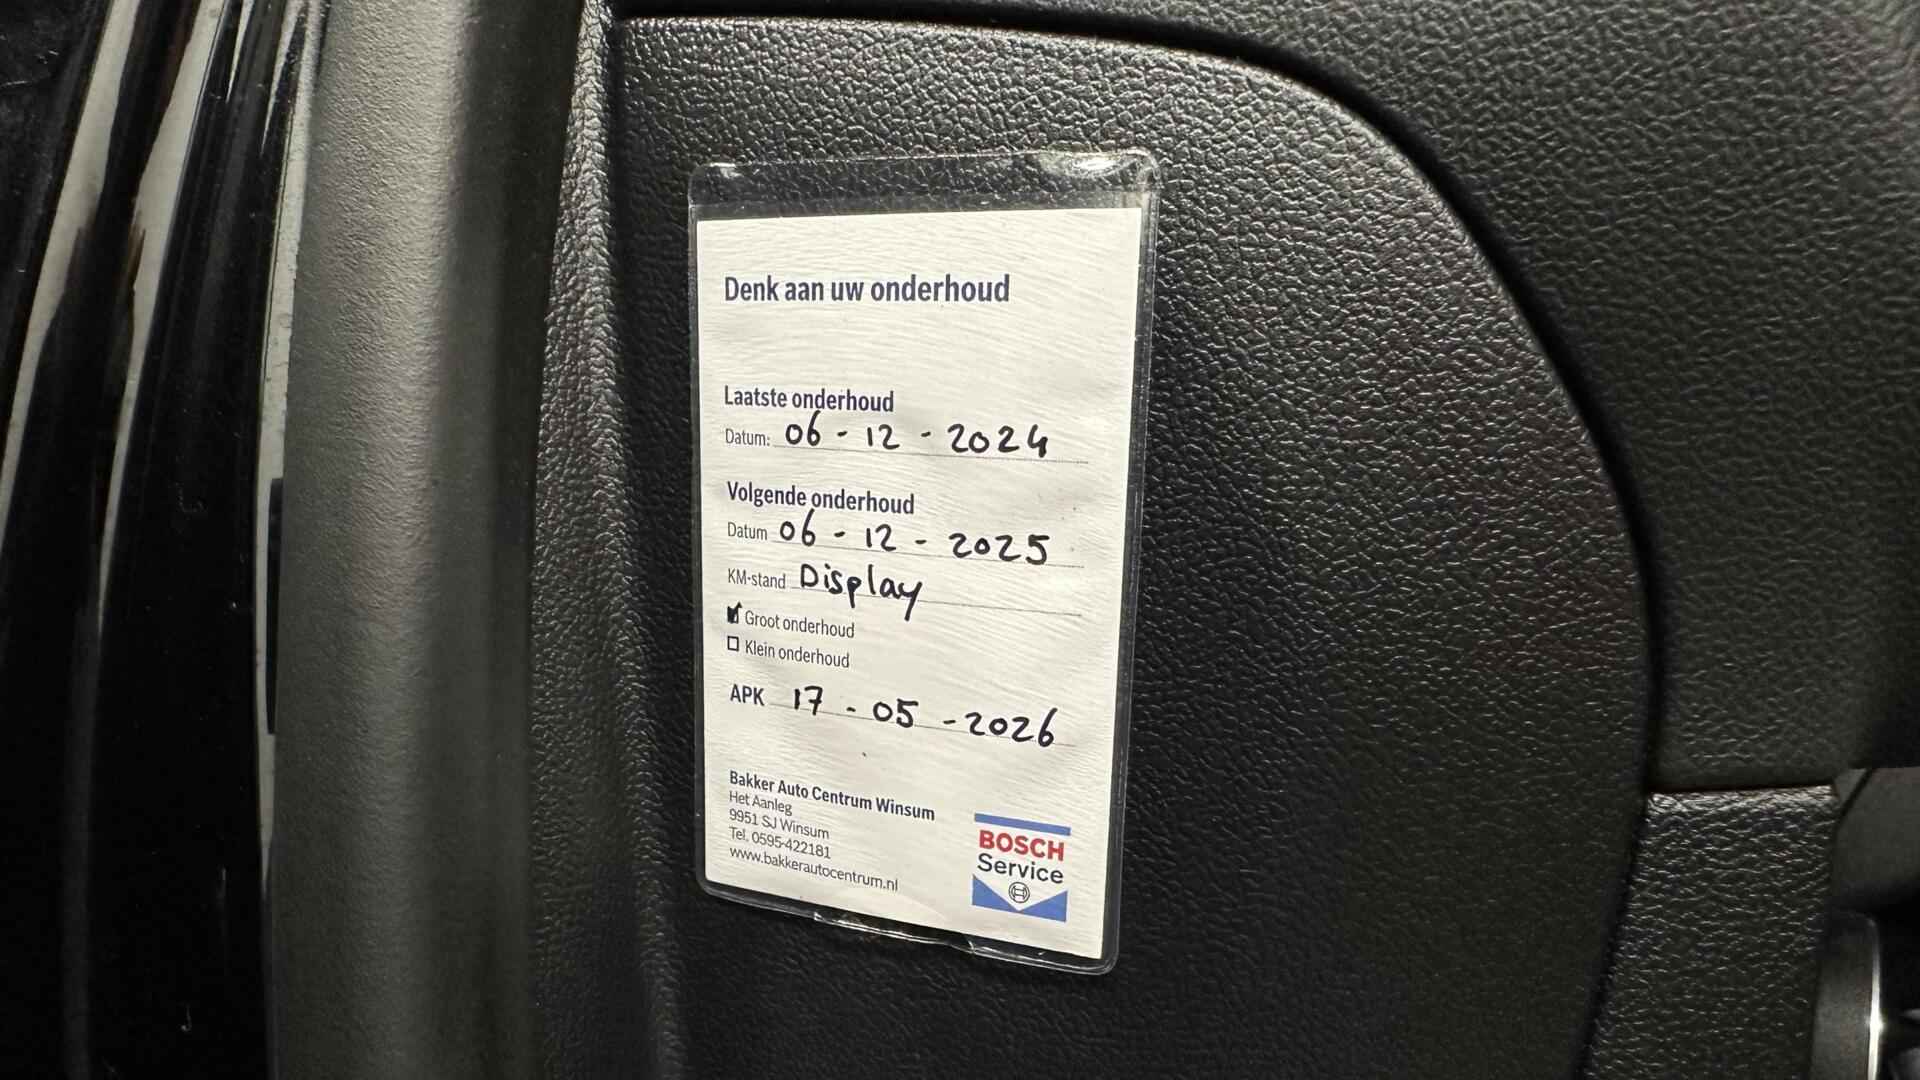 Denk aan uw onderhoud
Laatste onderhoud
Datum: 06 - 12 - 2024
Volgende onderhoud
Datum 06 - 12 - 2025
KM-stand Display
Groot onderhoud
Klein onderhoud
APK 17 - 05 - 2026
Bakker Auto Centrum Winsum
Het Aanleg
9951 SJ Winsum
Tel. 0595-422181
www.bakkerautocentrum.nl
BOSCH
Service